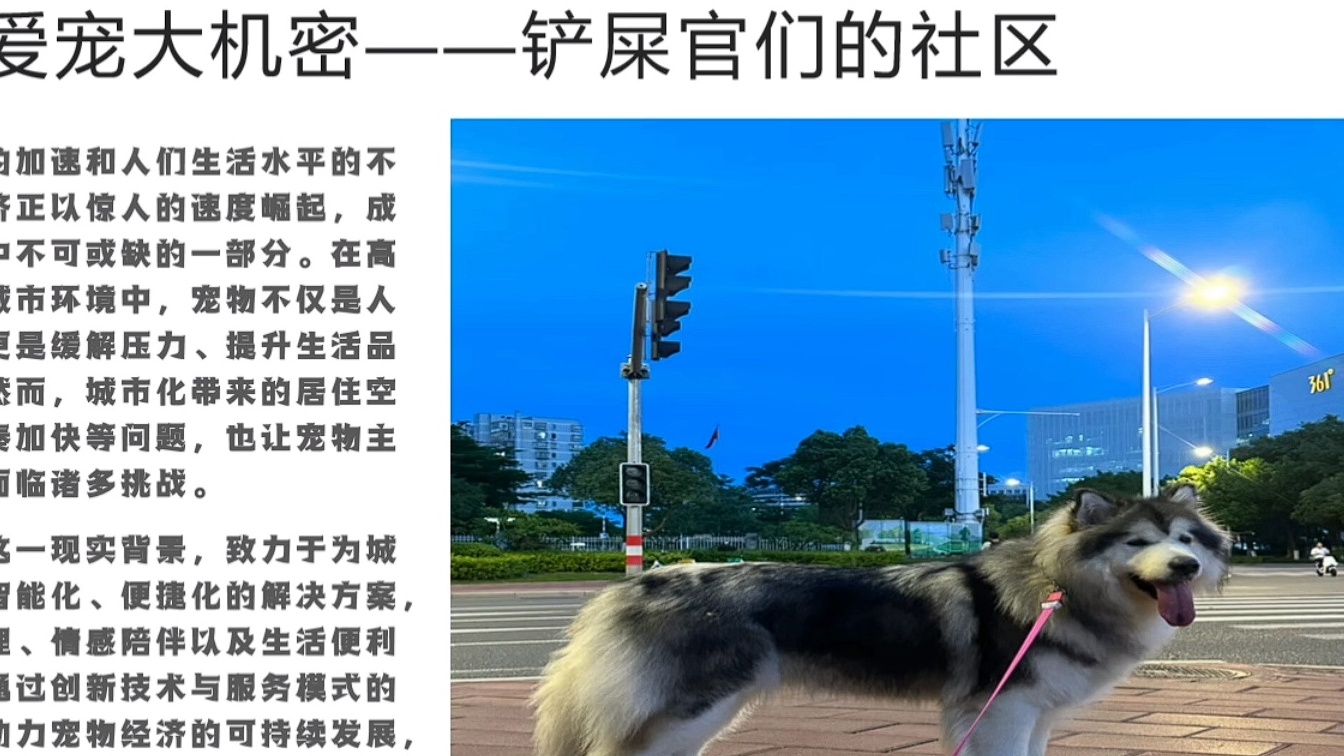 爱宠大机密——铲屎官们的社区
的加速和人们生活水平的不
济正以惊人的速度崛起，成
中不可或缺的一部分。在高
城市环境中，宠物不仅是人
更是缓解压力、提升生活品
然而，城市化带来的居住空
奏加快等问题，也让宠物主
面临诸多挑战。
这一现实背景，致力于为城
智能化、便捷化的解决方案，
理、情感陪伴以及生活便利
通过创新技术与服务模式的
助力宠物经济的可持续发展，
361°